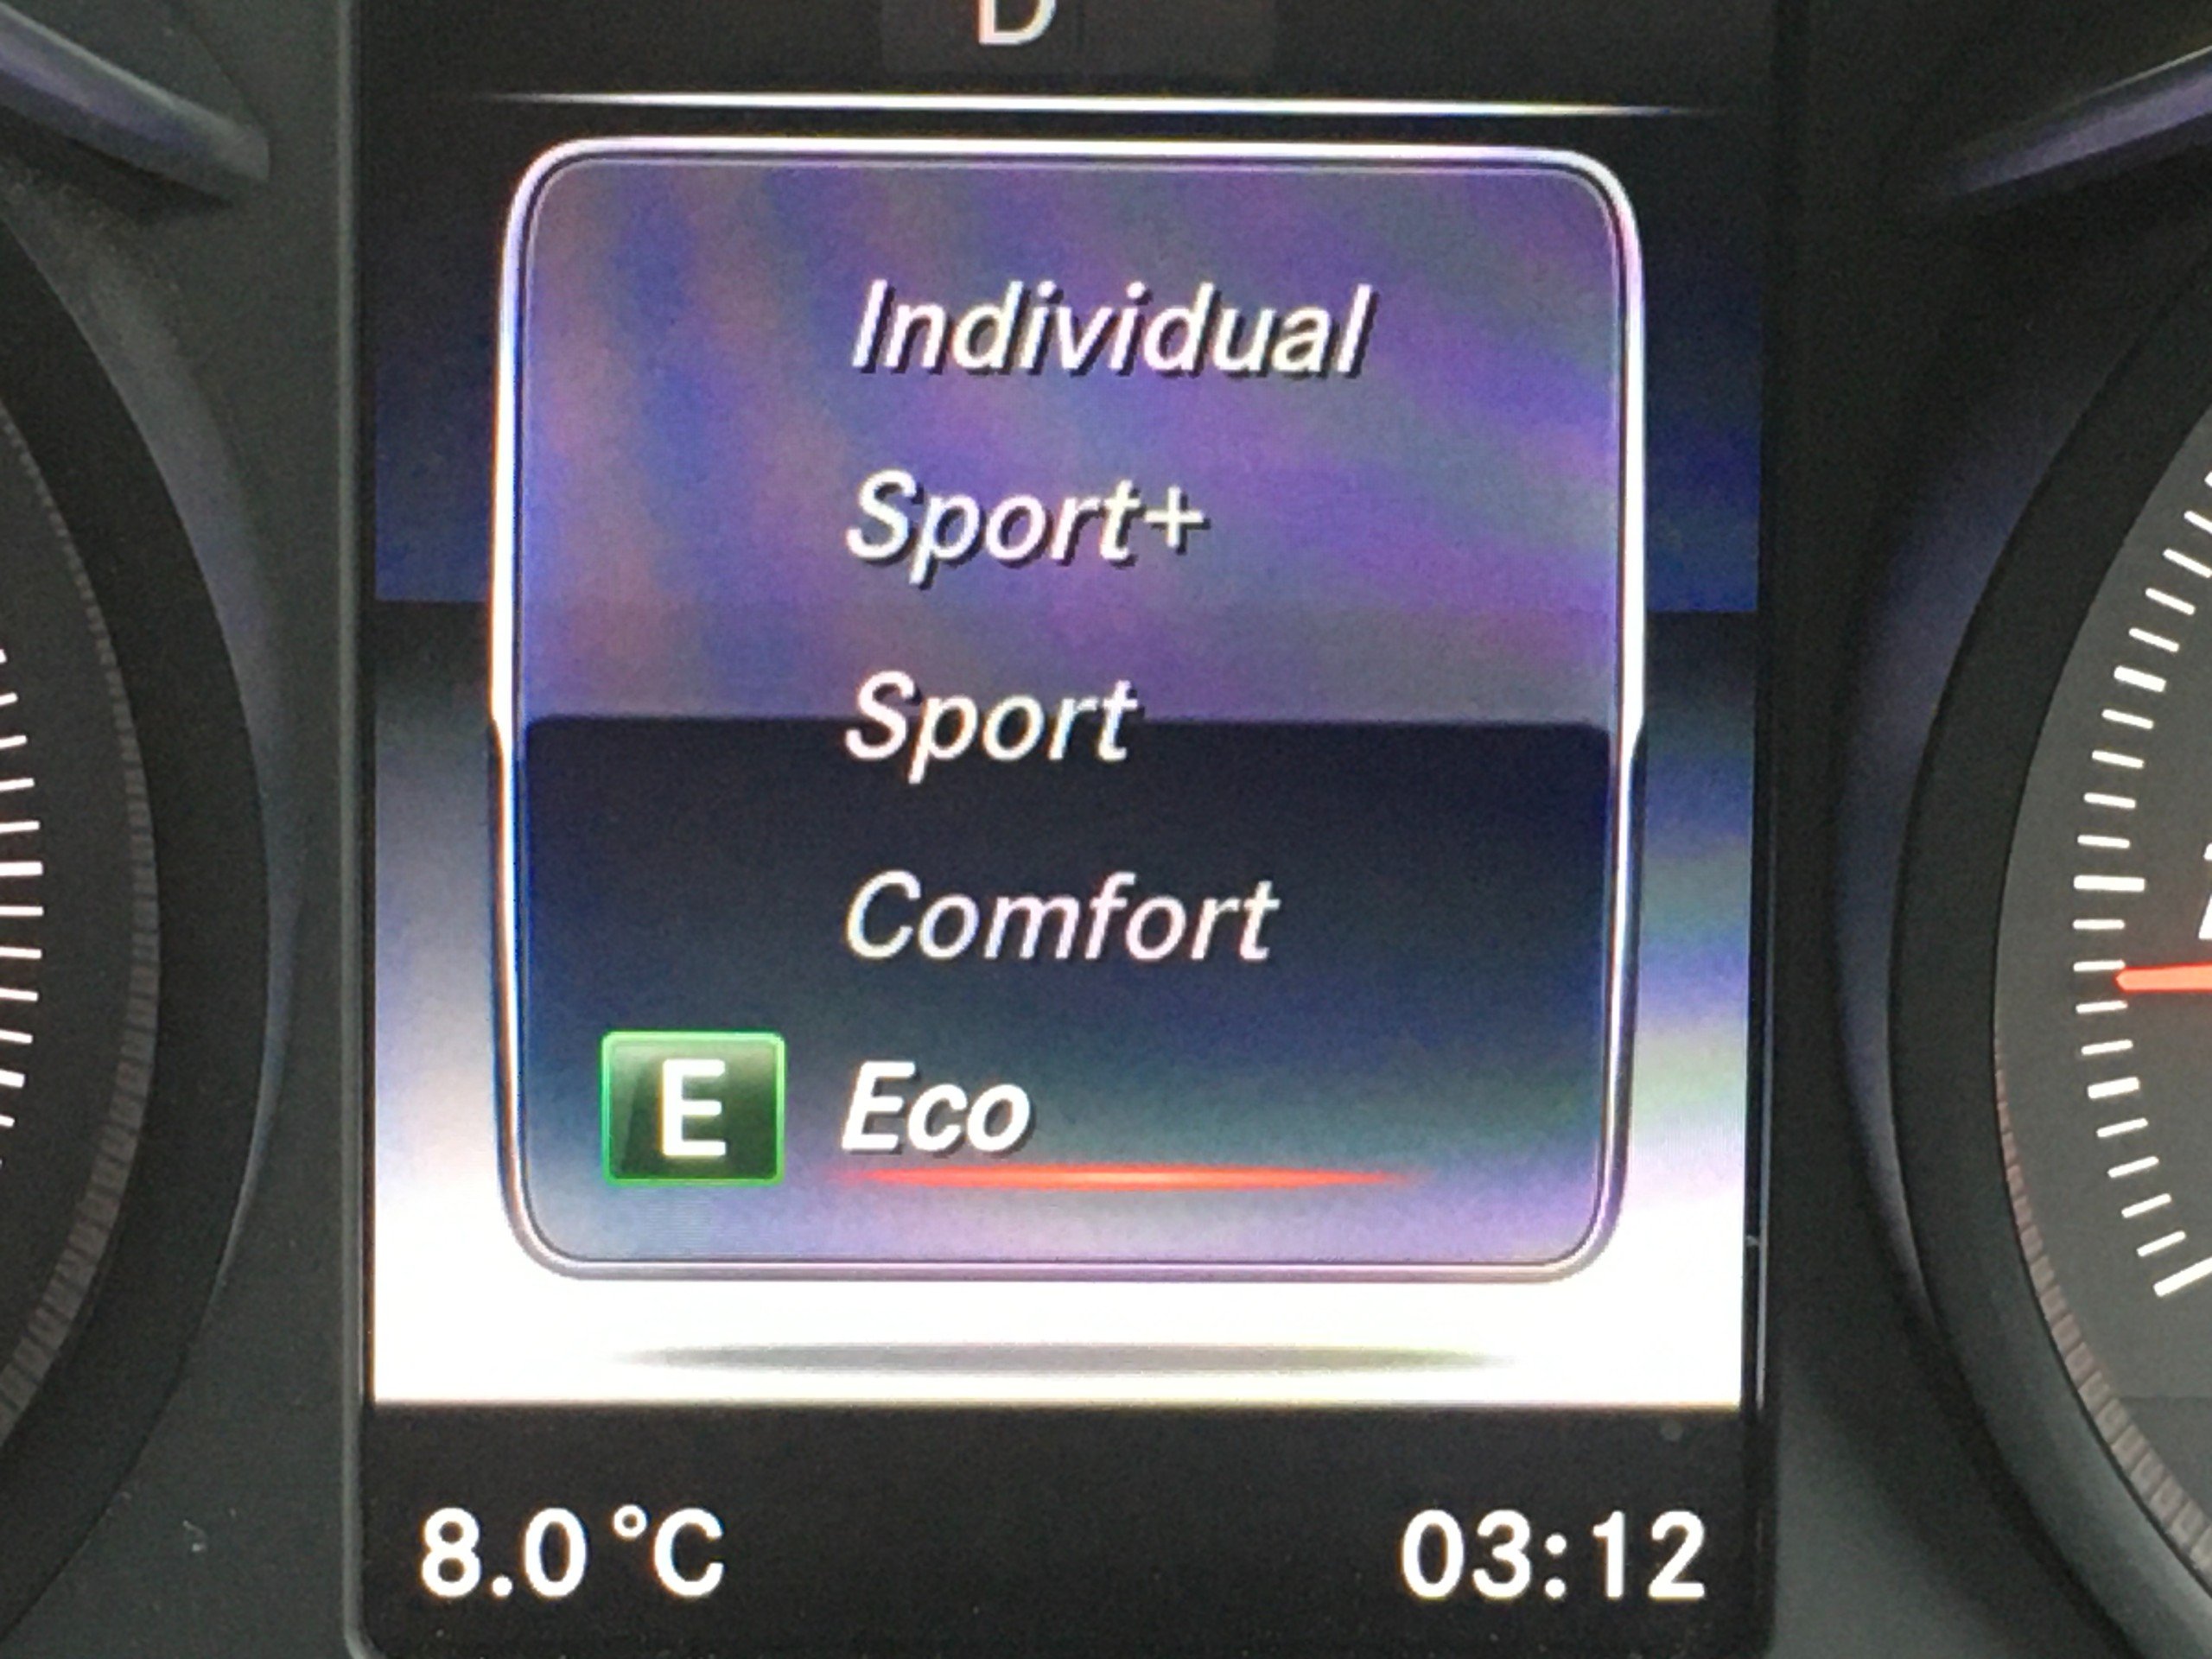 D
Individual
Sport+
Sport
Comfort
E Eco
8.0 °C 03:12